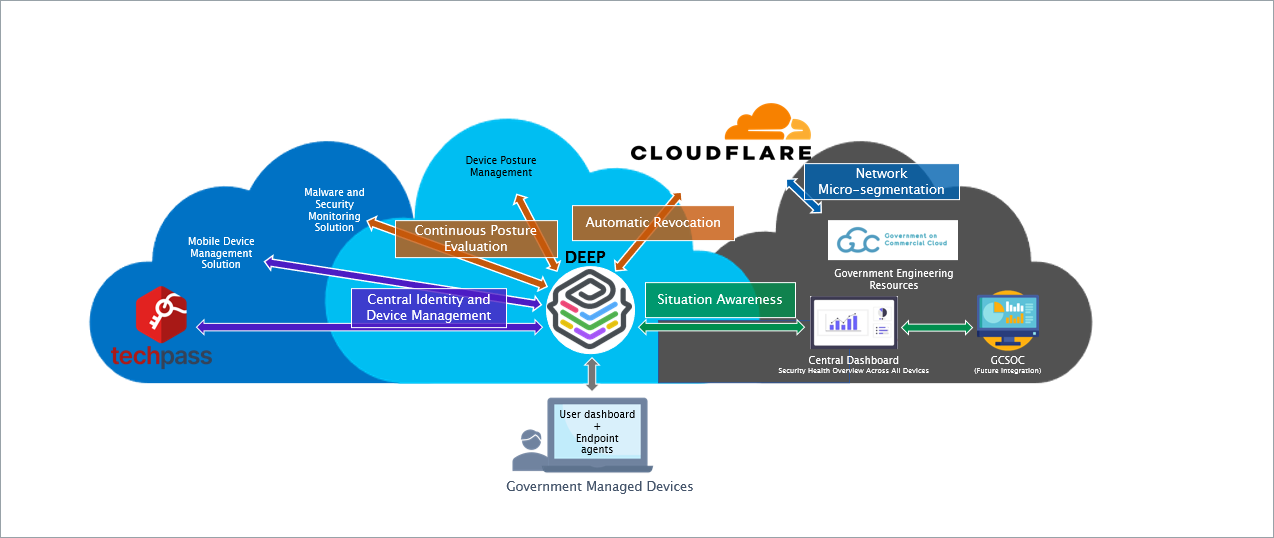 CLOUDFLARE
Device Posture
Management
Network
Micro-segmentation
Malware and
Security
Monitoring
Solution
Automatic Revocation
Continuous Posture
Evaluation
Mobile Device
Management
Solution
DEEP
GCC
Government on
Commercial Cloud
Government Engineering
Resources
Central Identity and
Device Management
Situation Awareness
techpass
Central Dashboard
Security Health Overview Across All Devices
GCSOC
(Future Integration)
User dashboard
+
Endpoint
agents
Government Managed Devices